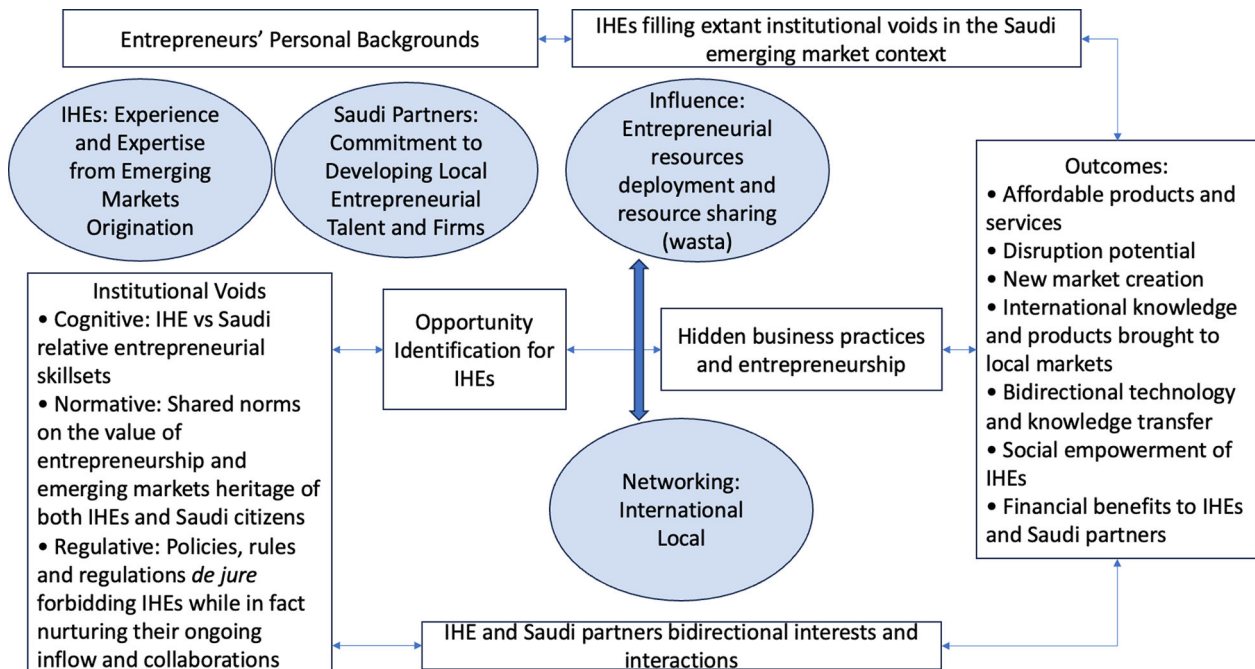 Entrepreneurs’ Personal Backgrounds
IHEs filling extant institutional voids in the Saudi
emerging market context
IHEs: Experience
and Expertise
from Emerging
Markets
Origination
Saudi Partners:
Commitment to
Developing Local
Entrepreneurial
Talent and Firms
Influence:
Entrepreneurial
resources
deployment and
resource sharing
(wasta)
Institutional Voids
• Cognitive: IHE vs Saudi
relative entrepreneurial
skillsets
• Normative: Shared norms
on the value of
entrepreneurship and
emerging markets heritage of
both IHEs and Saudi citizens
• Regulative: Policies, rules
and regulations de jure
forbidding IHEs while in fact
nurturing their ongoing
inflow and collaborations
Opportunity
Identification for
IHEs
Hidden business practices
and entrepreneurship
Networking:
International
Local
Outcomes:
• Affordable products and
services
• Disruption potential
• New market creation
• International knowledge
and products brought to
local markets
• Bidirectional technology
and knowledge transfer
• Social empowerment of
IHEs
• Financial benefits to IHEs
and Saudi partners
IHE and Saudi partners bidirectional interests and
interactions